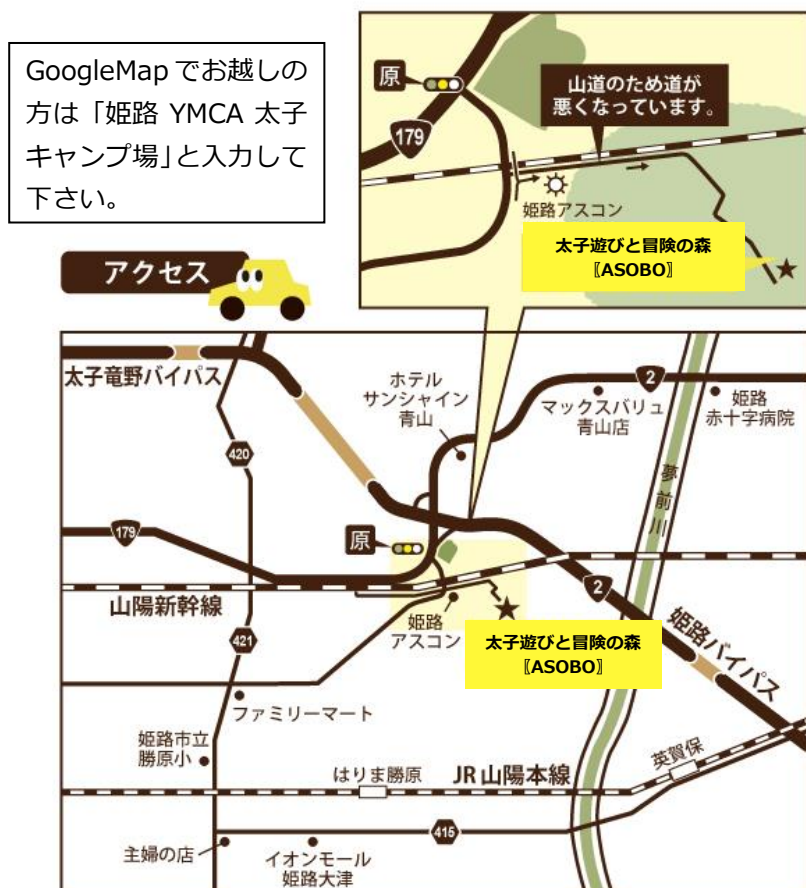 GoogleMap でお越しの
方は「姫路 YMCA 太子
キャンプ場」と入力して
下さい。
原
179
山道のため道が
悪くなっています。
姫路アスコン
太子遊びと冒険の森
〖ASOBO〗
アクセス
太子竜野バイパス
ホテル
サンシャイン
青山
2
マックスバリュ
青山店
姫路
赤十字病院
420
夢前川
179
原
山陽新幹線
姫路
アスコン
2
太子遊びと冒険の森
〖ASOBO〗
姫路バイパス
421
ファミリーマート
姫路市立
勝原小
はりま勝原
JR山陽本線
英賀保
415
主婦の店
イオンモール
姫路大津